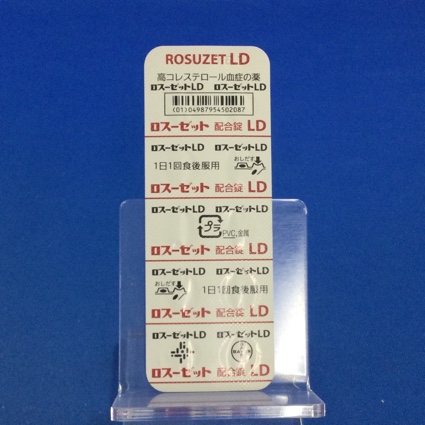 ROSUZET LD
高コレステロール血症の薬
ロスーゼットLD ロスーゼットLD
(01)04987954502087
ロスーゼット 配合錠 LD
ロスーゼットLD ロスーゼットLD
1日1回食後服用 おしだす
ロスーゼット 配合錠 LD
ロスーゼットLD ロスーゼットLD
プラ PVC,金属
ロスーゼット 配合錠 LD
ロスーゼットLD ロスーゼットLD
おしだす 1日1回食後服用
ロスーゼット 配合錠 LD
ロスーゼットLD ロスーゼットLD
BAYER
ロスーゼット 配合錠 LD